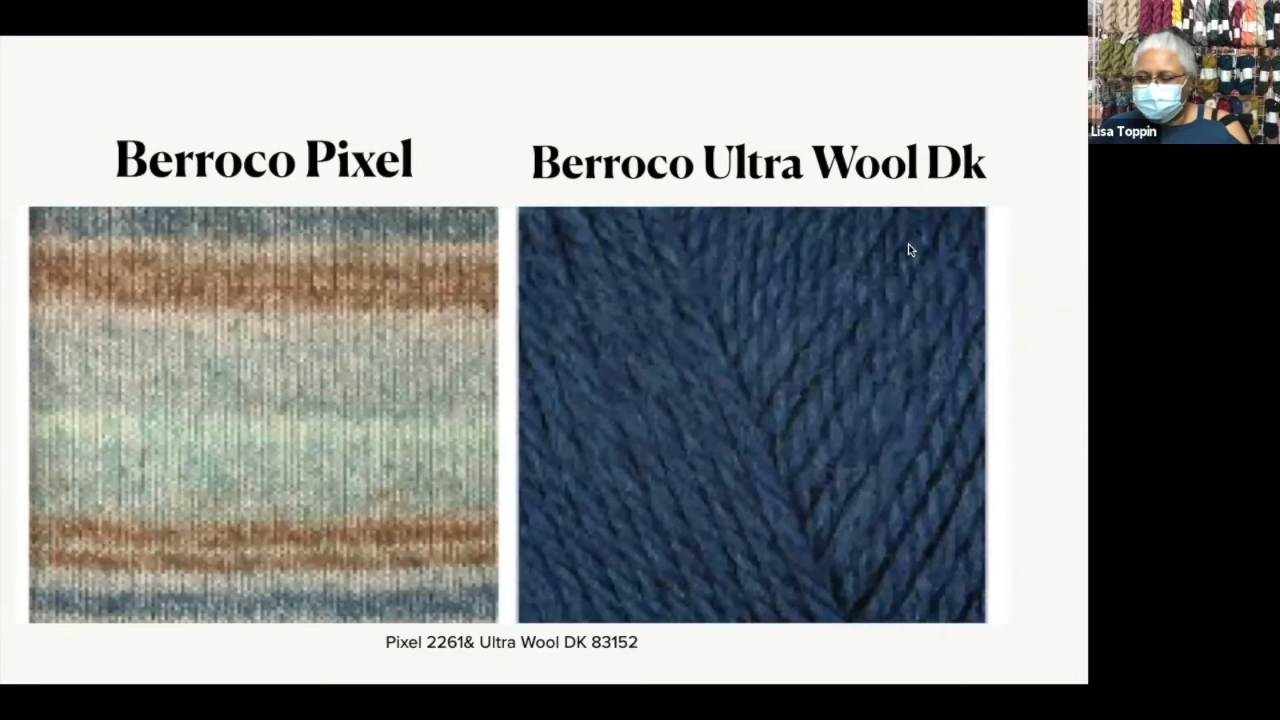 Berroco Pixel
Berroco Ultra Wool Dk
Pixel 2261& Ultra Wool DK 83152
Lisa Toppin